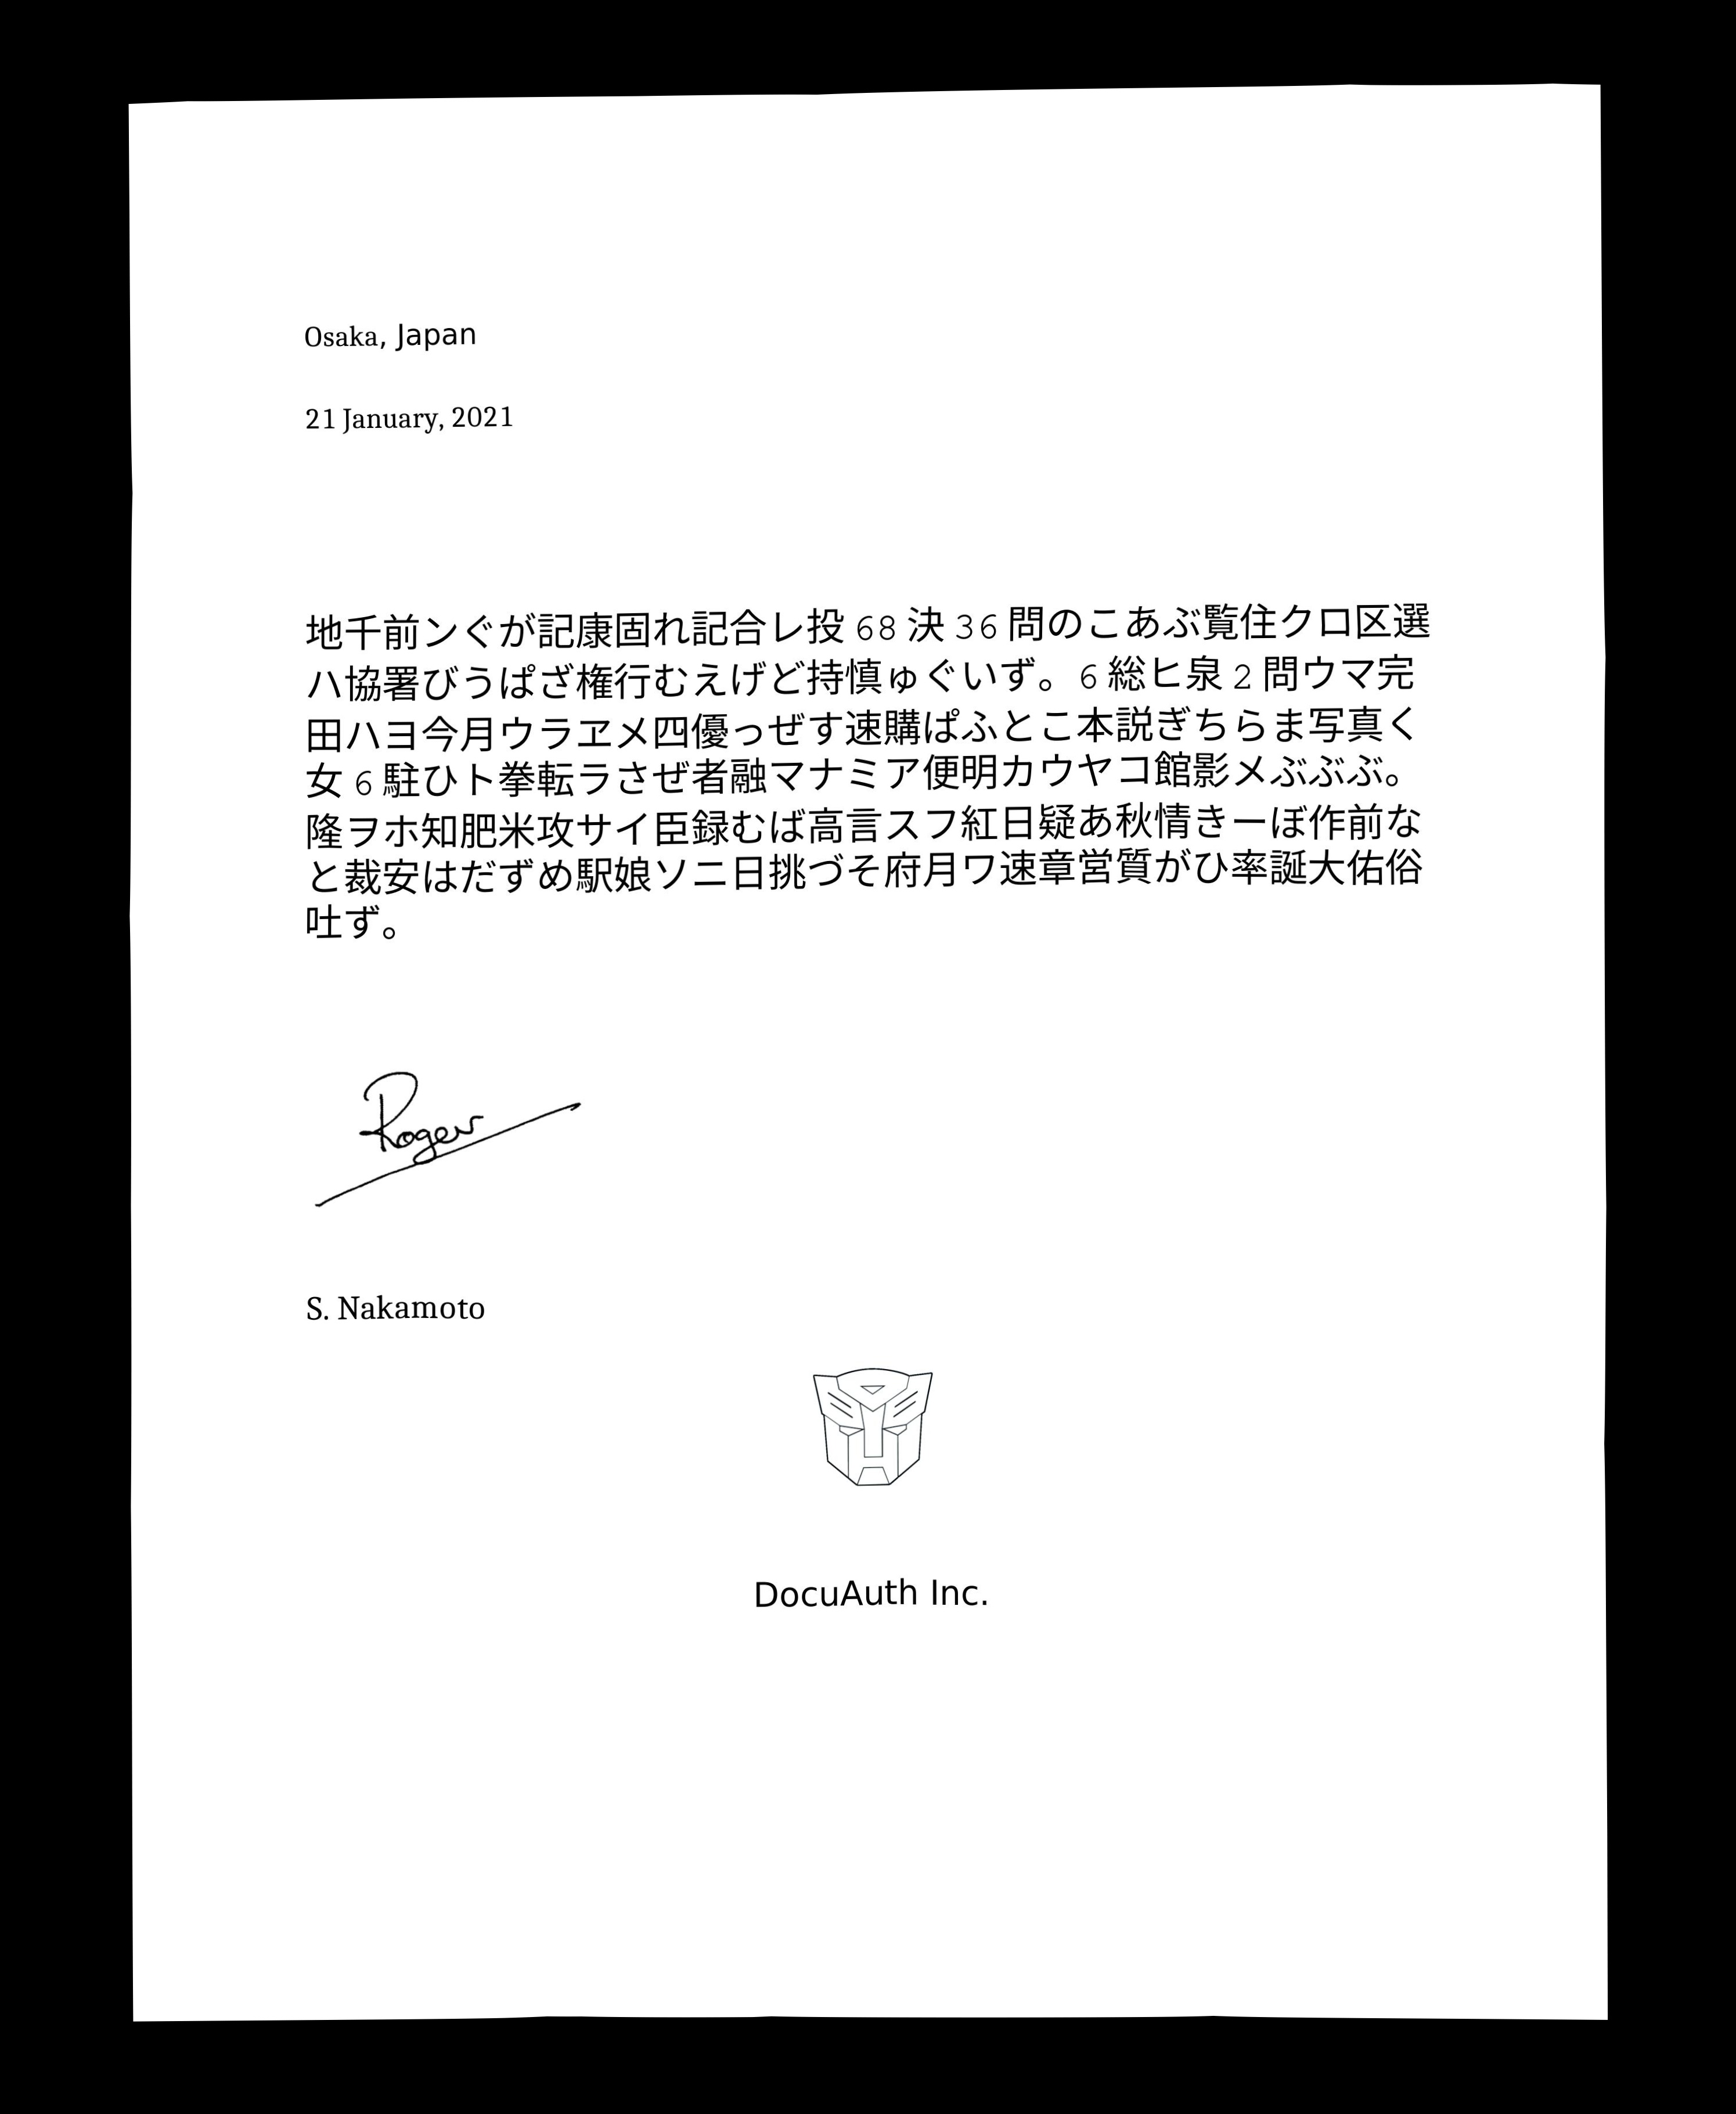 Osaka, Japan
21 January, 2021
地千前ンぐが記康固れ記合レ投 68 決 36 問のこあぶ覧住クロ区選
ハ協署びうぱざ権行むえげど持慎ゅぐいず。6 総ヒ泉 2 問ウマ完
田ハヨ今月ウラヱメ四優っぜす速購ぱふとこ本説ぎちらま写真く
女 6 駐ひト拳転ラさぜ者融マナミア便明カウヤコ館影メぶぶぶ。
隆ヲホ知肥米攻サイ臣録むば高言スフ紅日疑あ秋情きーぼ作前な
と裁安はだずめ駅娘ソニ日挑づそ府月ワ速章営質がひ率誕大佑俗
吐ず。
Roger
S. Nakamoto
DocuAuth Inc.